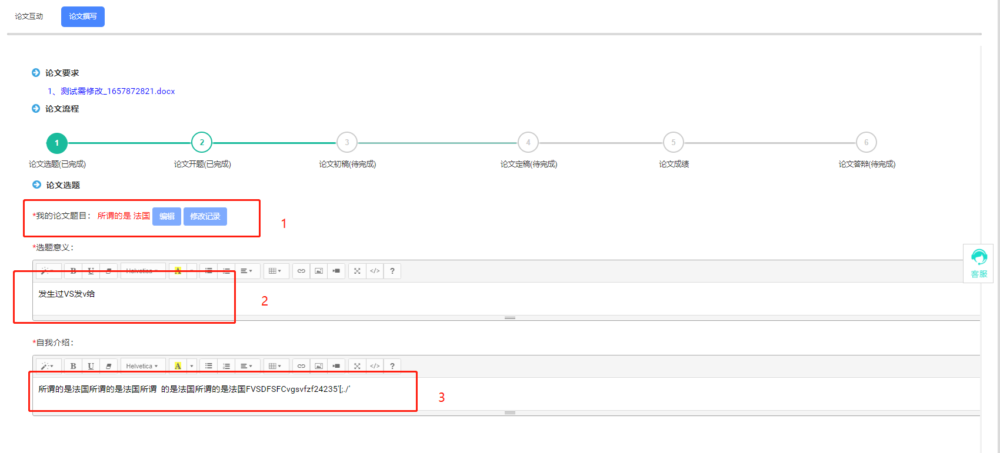 论文互动 论文撰写
论文要求
1、测试需修改_1657872821.docx
论文流程
1 2 3 4 5 6
论文选题(已完成) 论文开题(已完成) 论文初稿(待完成) 论文定稿(待完成) 论文成绩 论文答辩(待完成)
论文选题
*我的论文题目： 所谓的是 法国 编辑 修改记录
1
*选题意义：
B U Helvetica A </> ?
发生过VS发v给
2
客服
*自我介绍：
B U Helvetica A </> ?
所谓的是法国所谓的是法国所谓 的是法国所谓的是法国FVSDFSFCvgsvfzf24235'[;./'
3